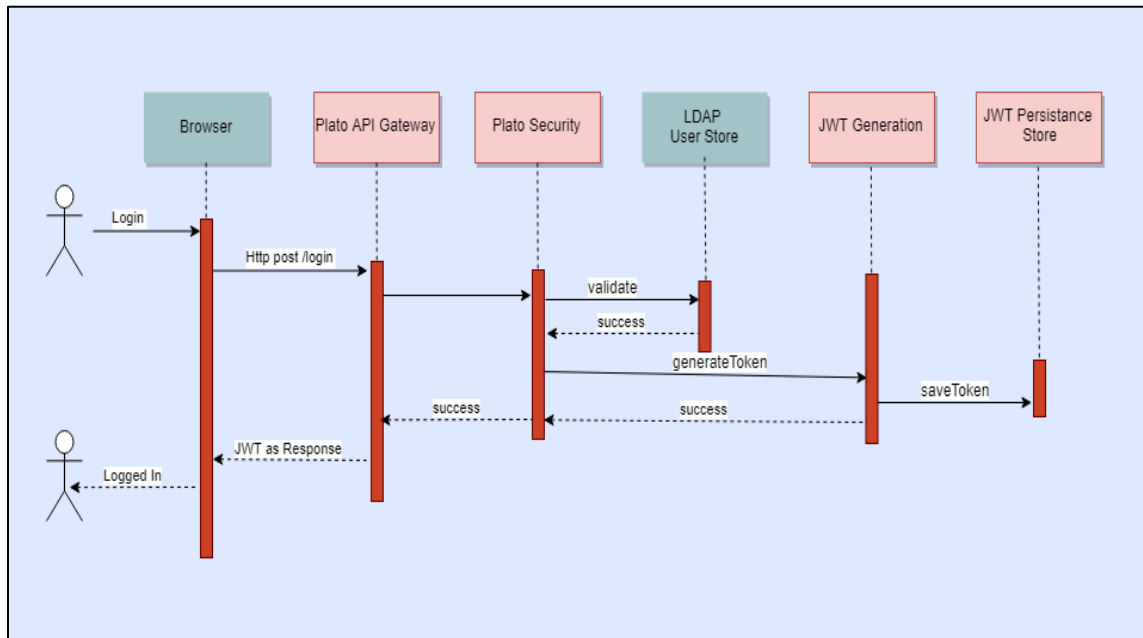 Browser
Plato API Gateway
Plato Security
LDAP
User Store
JWT Generation
JWT Persistance
Store
Login
Http post /login
validate
success
generateToken
saveToken
success
success
JWT as Response
Logged In